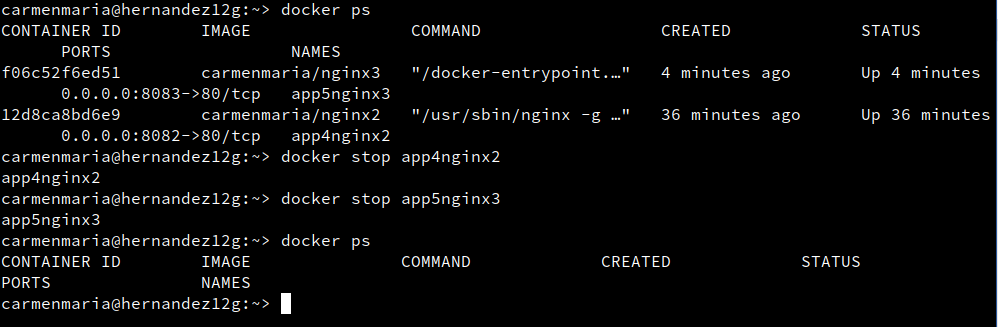 carmenmaria@hernandez12g:~> docker ps
CONTAINER ID        IMAGE                COMMAND                  CREATED             STATUS
      PORTS                  NAMES
f06c52f6ed51        carmenmaria/nginx3   "/docker-entrypoint.…"   4 minutes ago       Up 4 minutes
      0.0.0.0:8083->80/tcp   app5nginx3
12d8ca8bd6e9        carmenmaria/nginx2   "/usr/sbin/nginx -g …"   36 minutes ago      Up 36 minutes
      0.0.0.0:8082->80/tcp   app4nginx2
carmenmaria@hernandez12g:~> docker stop app4nginx2
app4nginx2
carmenmaria@hernandez12g:~> docker stop app5nginx3
app5nginx3
carmenmaria@hernandez12g:~> docker ps
CONTAINER ID        IMAGE               COMMAND             CREATED             STATUS
PORTS               NAMES
carmenmaria@hernandez12g:~>